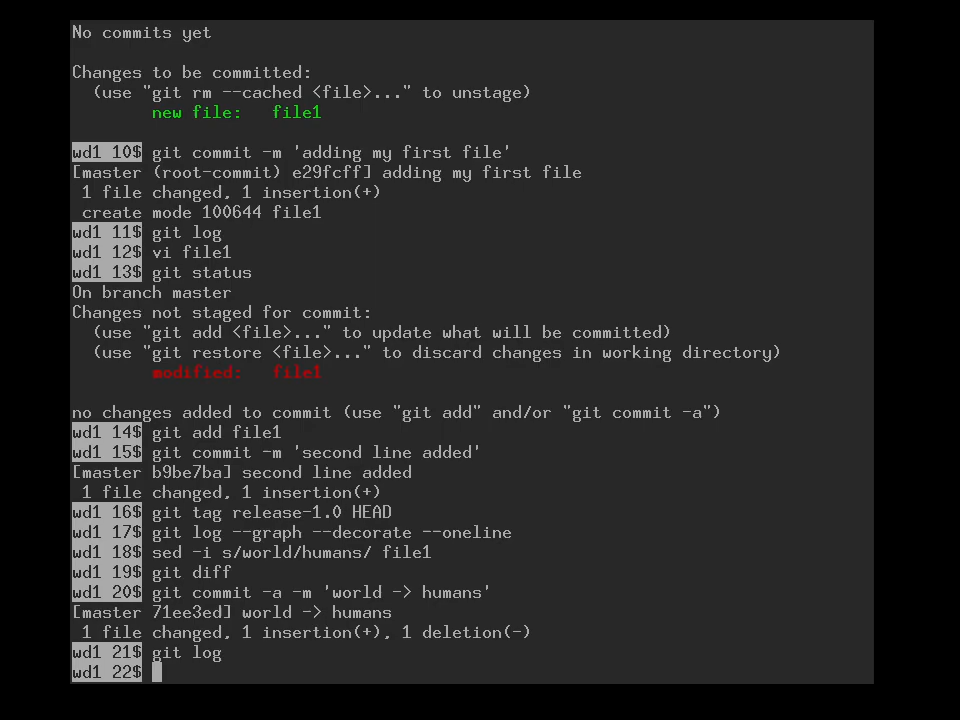 No commits yet
Changes to be committed:
(use "git rm --cached <file>..." to unstage)
new file:   file1
wd1 10$ git commit -m 'adding my first file'
[master (root-commit) e29fcff] adding my first file
1 file changed, 1 insertion(+)
create mode 100644 file1
wd1 11$ git log
wd1 12$ vi file1
wd1 13$ git status
On branch master
Changes not staged for commit:
(use "git add <file>..." to update what will be committed)
(use "git restore <file>..." to discard changes in working directory)
modified:   file1
no changes added to commit (use "git add" and/or "git commit -a")
wd1 14$ git add file1
wd1 15$ git commit -m 'second line added'
[master b9be7ba] second line added
1 file changed, 1 insertion(+)
wd1 16$ git tag release-1.0 HEAD
wd1 17$ git log --graph --decorate --oneline
wd1 18$ sed -i s/world/humans/ file1
wd1 19$ git diff
wd1 20$ git commit -a -m 'world -> humans'
[master 71ee3ed] world -> humans
1 file changed, 1 insertion(+), 1 deletion(-)
wd1 21$ git log
wd1 22$